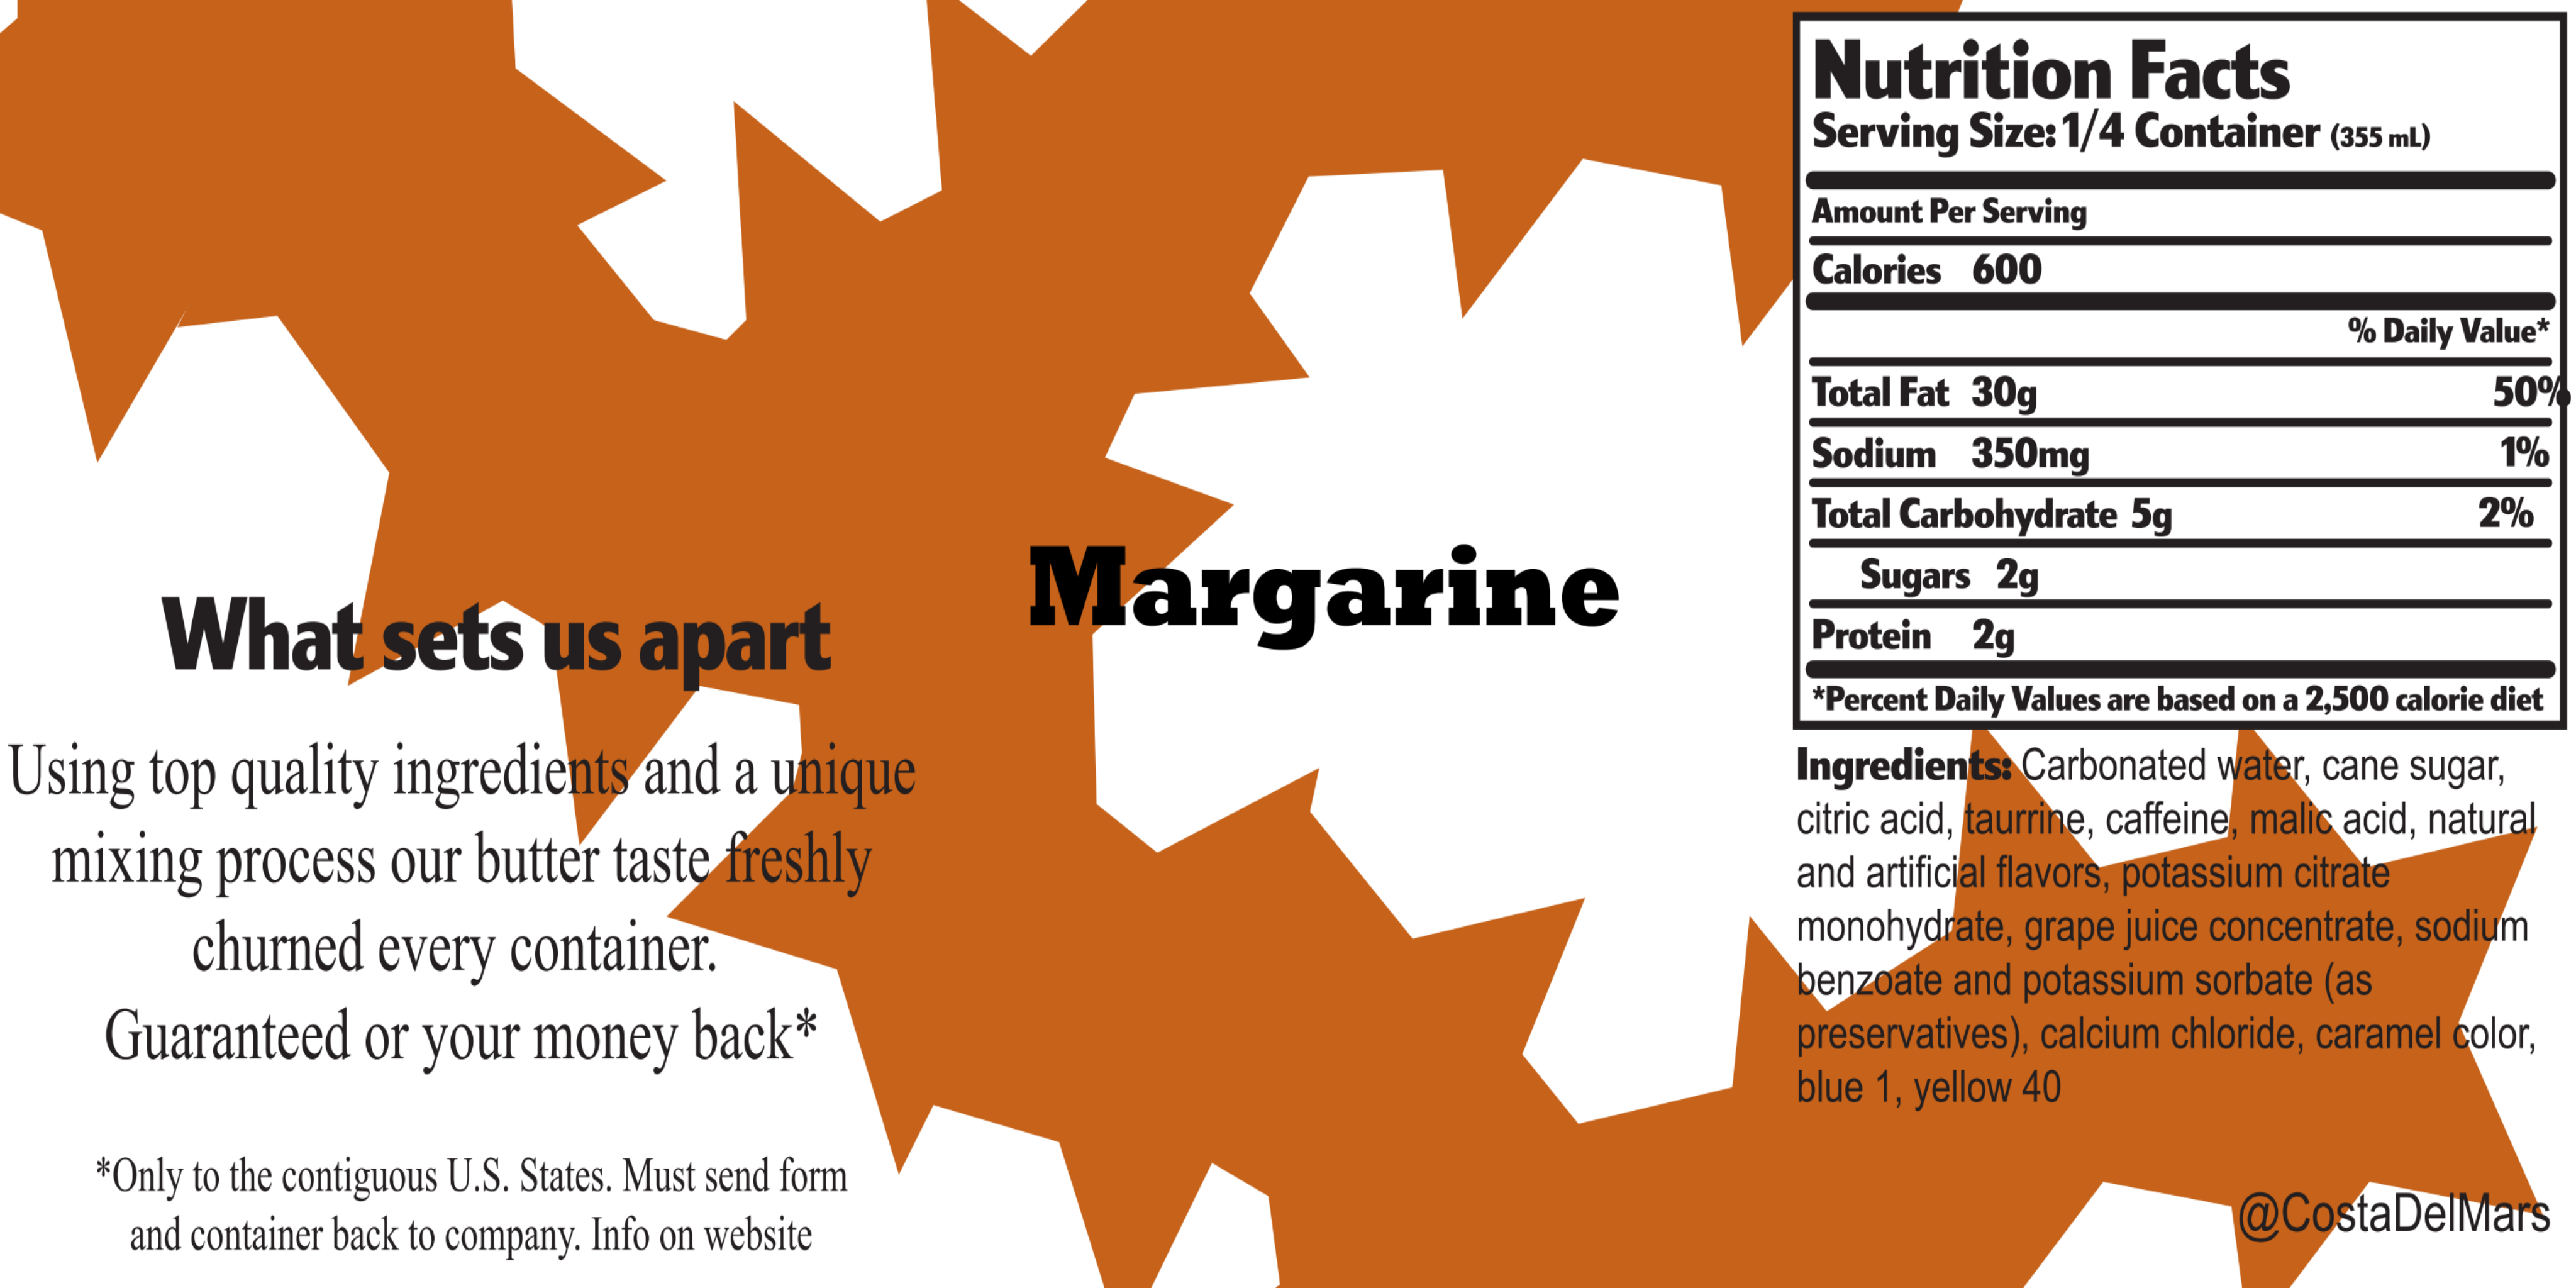 What sets us apart
Using top quality ingredients and a unique
mixing process our butter taste freshly
churned every container.
Guaranteed or your money back*
*Only to the contiguous U.S. States. Must send form
and container back to company. Info on website
Margarine
Nutrition Facts
Serving Size: 1/4 Container (355 mL)
Amount Per Serving
Calories 600
% Daily Value*
Total Fat 30g 50%
Sodium 350mg 1%
Total Carbohydrate 5g 2%
Sugars 2g
Protein 2g
*Percent Daily Values are based on a 2,500 calorie diet
Ingredients: Carbonated water, cane sugar,
citric acid, taurrine, caffeine, malic acid, natural
and artificial flavors, potassium citrate
monohydrate, grape juice concentrate, sodium
benzoate and potassium sorbate (as
preservatives), calcium chloride, caramel color,
blue 1, yellow 40
@CostaDelMars